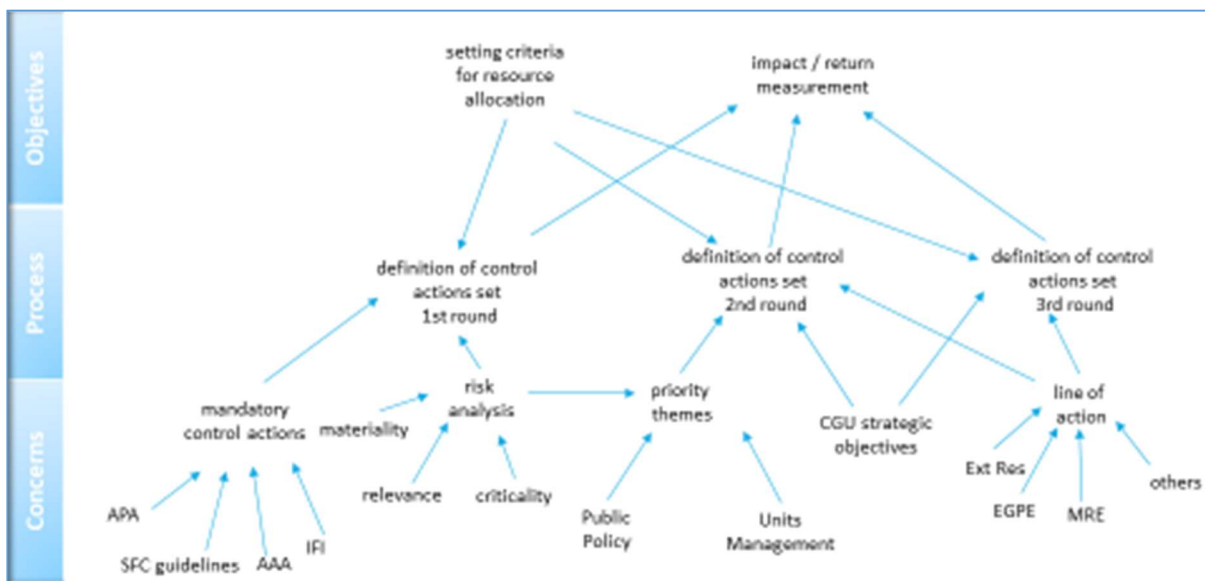 Objectives
setting criteria
for resource
allocation
impact / return
measurement
Process
definition of control
actions set
1st round
definition of control
actions set
2nd round
definition of control
actions set
3rd round
Concerns
mandatory
control actions
materiality
risk
analysis
priority
themes
CGU strategic
objectives
line of
action
relevance
criticality
Ext Res
others
APA
SFC guidelines
AAA
IFI
Public
Policy
Units
Management
EGPE
MRE